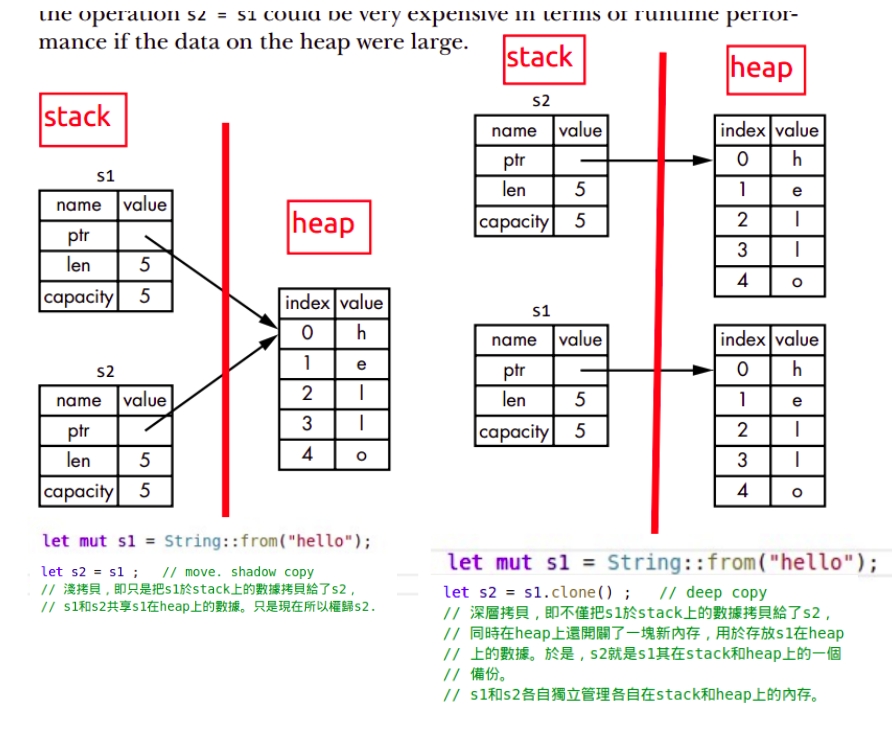 the operation s2 = s1 could be very expensive in terms of runtime perfor-
mance if the data on the heap were large.
stack
s1
name value
ptr
len 5
capacity 5
s2
name value
ptr
len 5
capacity 5
heap
index value
0 h
1 e
2 l
3 l
4 o
let mut s1 = String::from("hello");
let s2 = s1 ;   // move. shadow copy
// 淺拷貝，即只是把s1於stack上的數據拷貝給了s2，
// s1和s2共享s1在heap上的數據。只是現在所以權歸s2.
stack
s2
name value
ptr
len 5
capacity 5
s1
name value
ptr
len 5
capacity 5
heap
index value
0 h
1 e
2 l
3 l
4 o
index value
0 h
1 e
2 l
3 l
4 o
let mut s1 = String::from("hello");
let s2 = s1.clone() ;   // deep copy
// 深層拷貝，即不僅把s1於stack上的數據拷貝給了s2，
// 同時在heap上還開闢了一塊新內存，用於存放s1在heap
// 上的數據。於是，s2就是s1其在stack和heap上的一個
// 備份。
// s1和s2各自獨立管理各自在stack和heap上的內存。